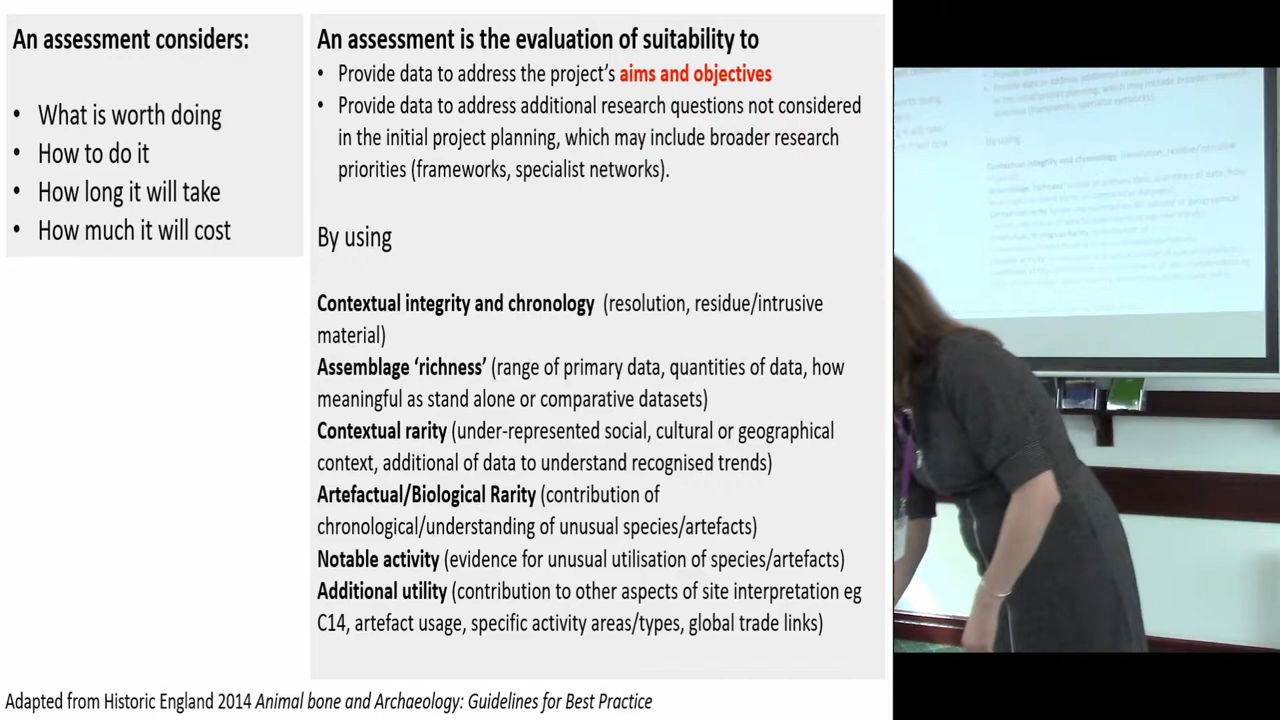 An assessment considers:
• What is worth doing
• How to do it
• How long it will take
• How much it will cost
An assessment is the evaluation of suitability to
• Provide data to address the project's aims and objectives
• Provide data to address additional research questions not considered
in the initial project planning, which may include broader research
priorities (frameworks, specialist networks).
By using
Contextual integrity and chronology (resolution, residue/intrusive
material)
Assemblage 'richness' (range of primary data, quantities of data, how
meaningful as stand alone or comparative datasets)
Contextual rarity (under-represented social, cultural or geographical
context, additional of data to understand recognised trends)
Artefactual/Biological Rarity (contribution of
chronological/understanding of unusual species/artefacts)
Notable activity (evidence for unusual utilisation of species/artefacts)
Additional utility (contribution to other aspects of site interpretation eg
C14, artefact usage, specific activity areas/types, global trade links)
Adapted from Historic England 2014 Animal bone and Archaeology: Guidelines for Best Practice
By using
Contextual integrity and chronology